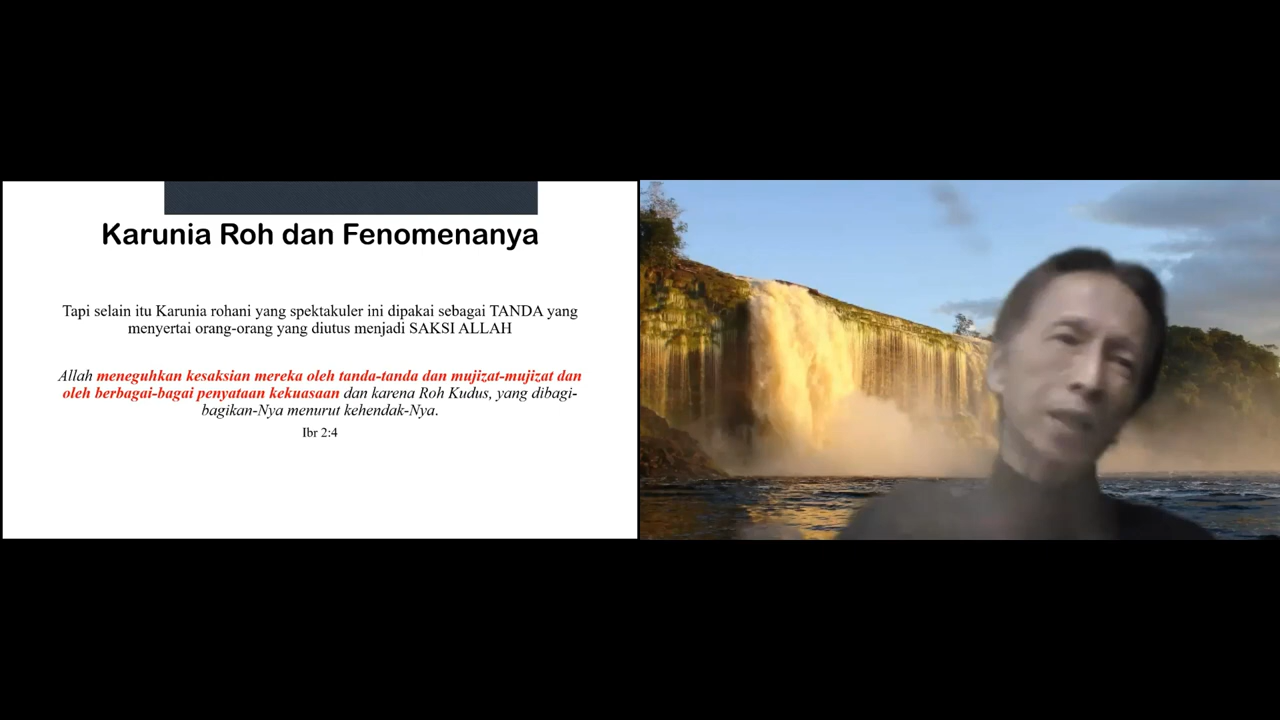 Karunia Roh dan Fenomenanya
Tapi selain itu Karunia rohani yang spektakuler ini dipakai sebagai TANDA yang
menyertai orang-orang yang diutus menjadi SAKSI ALLAH
Allah meneguhkan kesaksian mereka oleh tanda-tanda dan mujizat-mujizat dan
oleh berbagai-bagai penyataan kekuasaan dan karena Roh Kudus, yang dibagi-
bagikan-Nya menurut kehendak-Nya.
Ibr 2:4